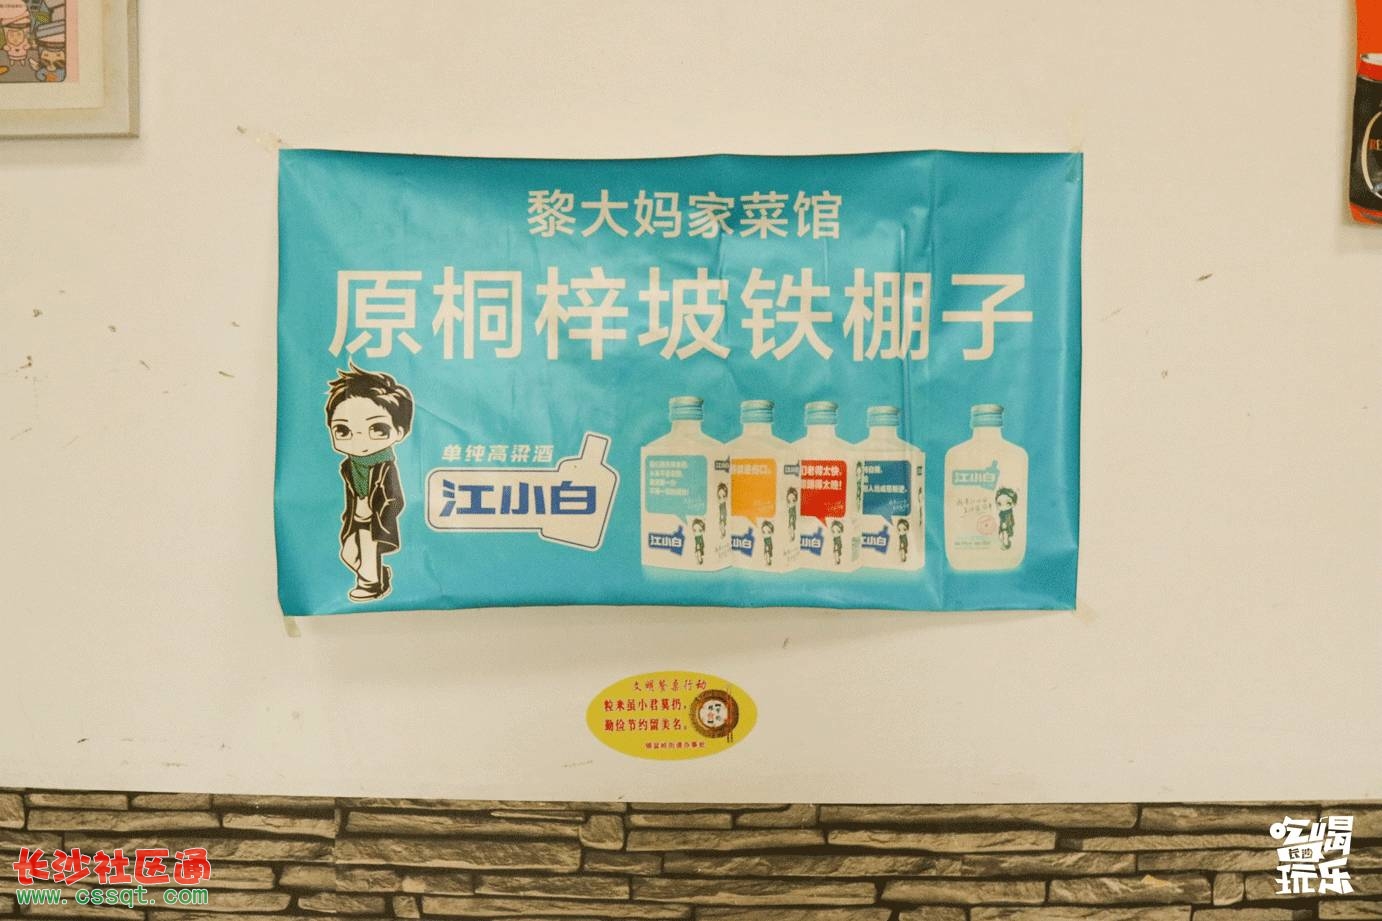 黎大妈家菜馆
原桐梓坡铁棚子
单纯高粱酒
江小白
江小白
江小白
江小白
江小白
江小白
文明餐桌行动
粒米虽小君莫扔，
勤俭节约留美名。
长沙社区通
www.cssqt.com
吃喝
长沙
玩乐